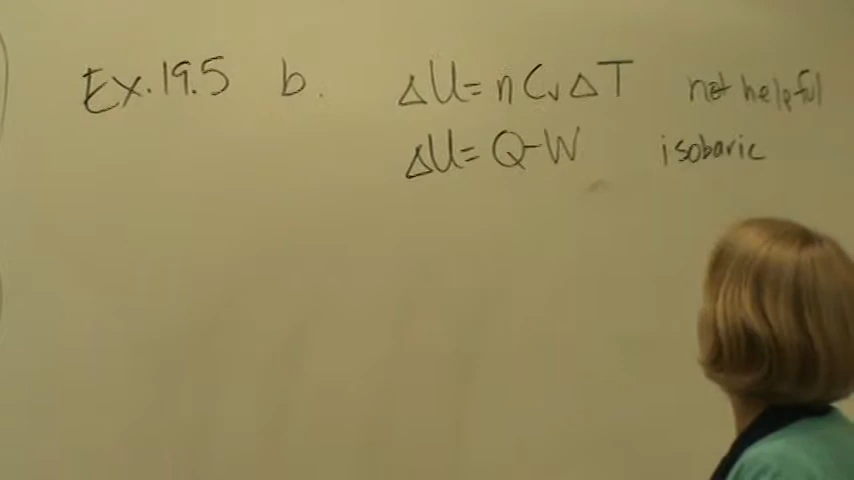 Ex. 19.5 b. ΔU = nCvΔT not helpful
ΔU = Q-W isobaric